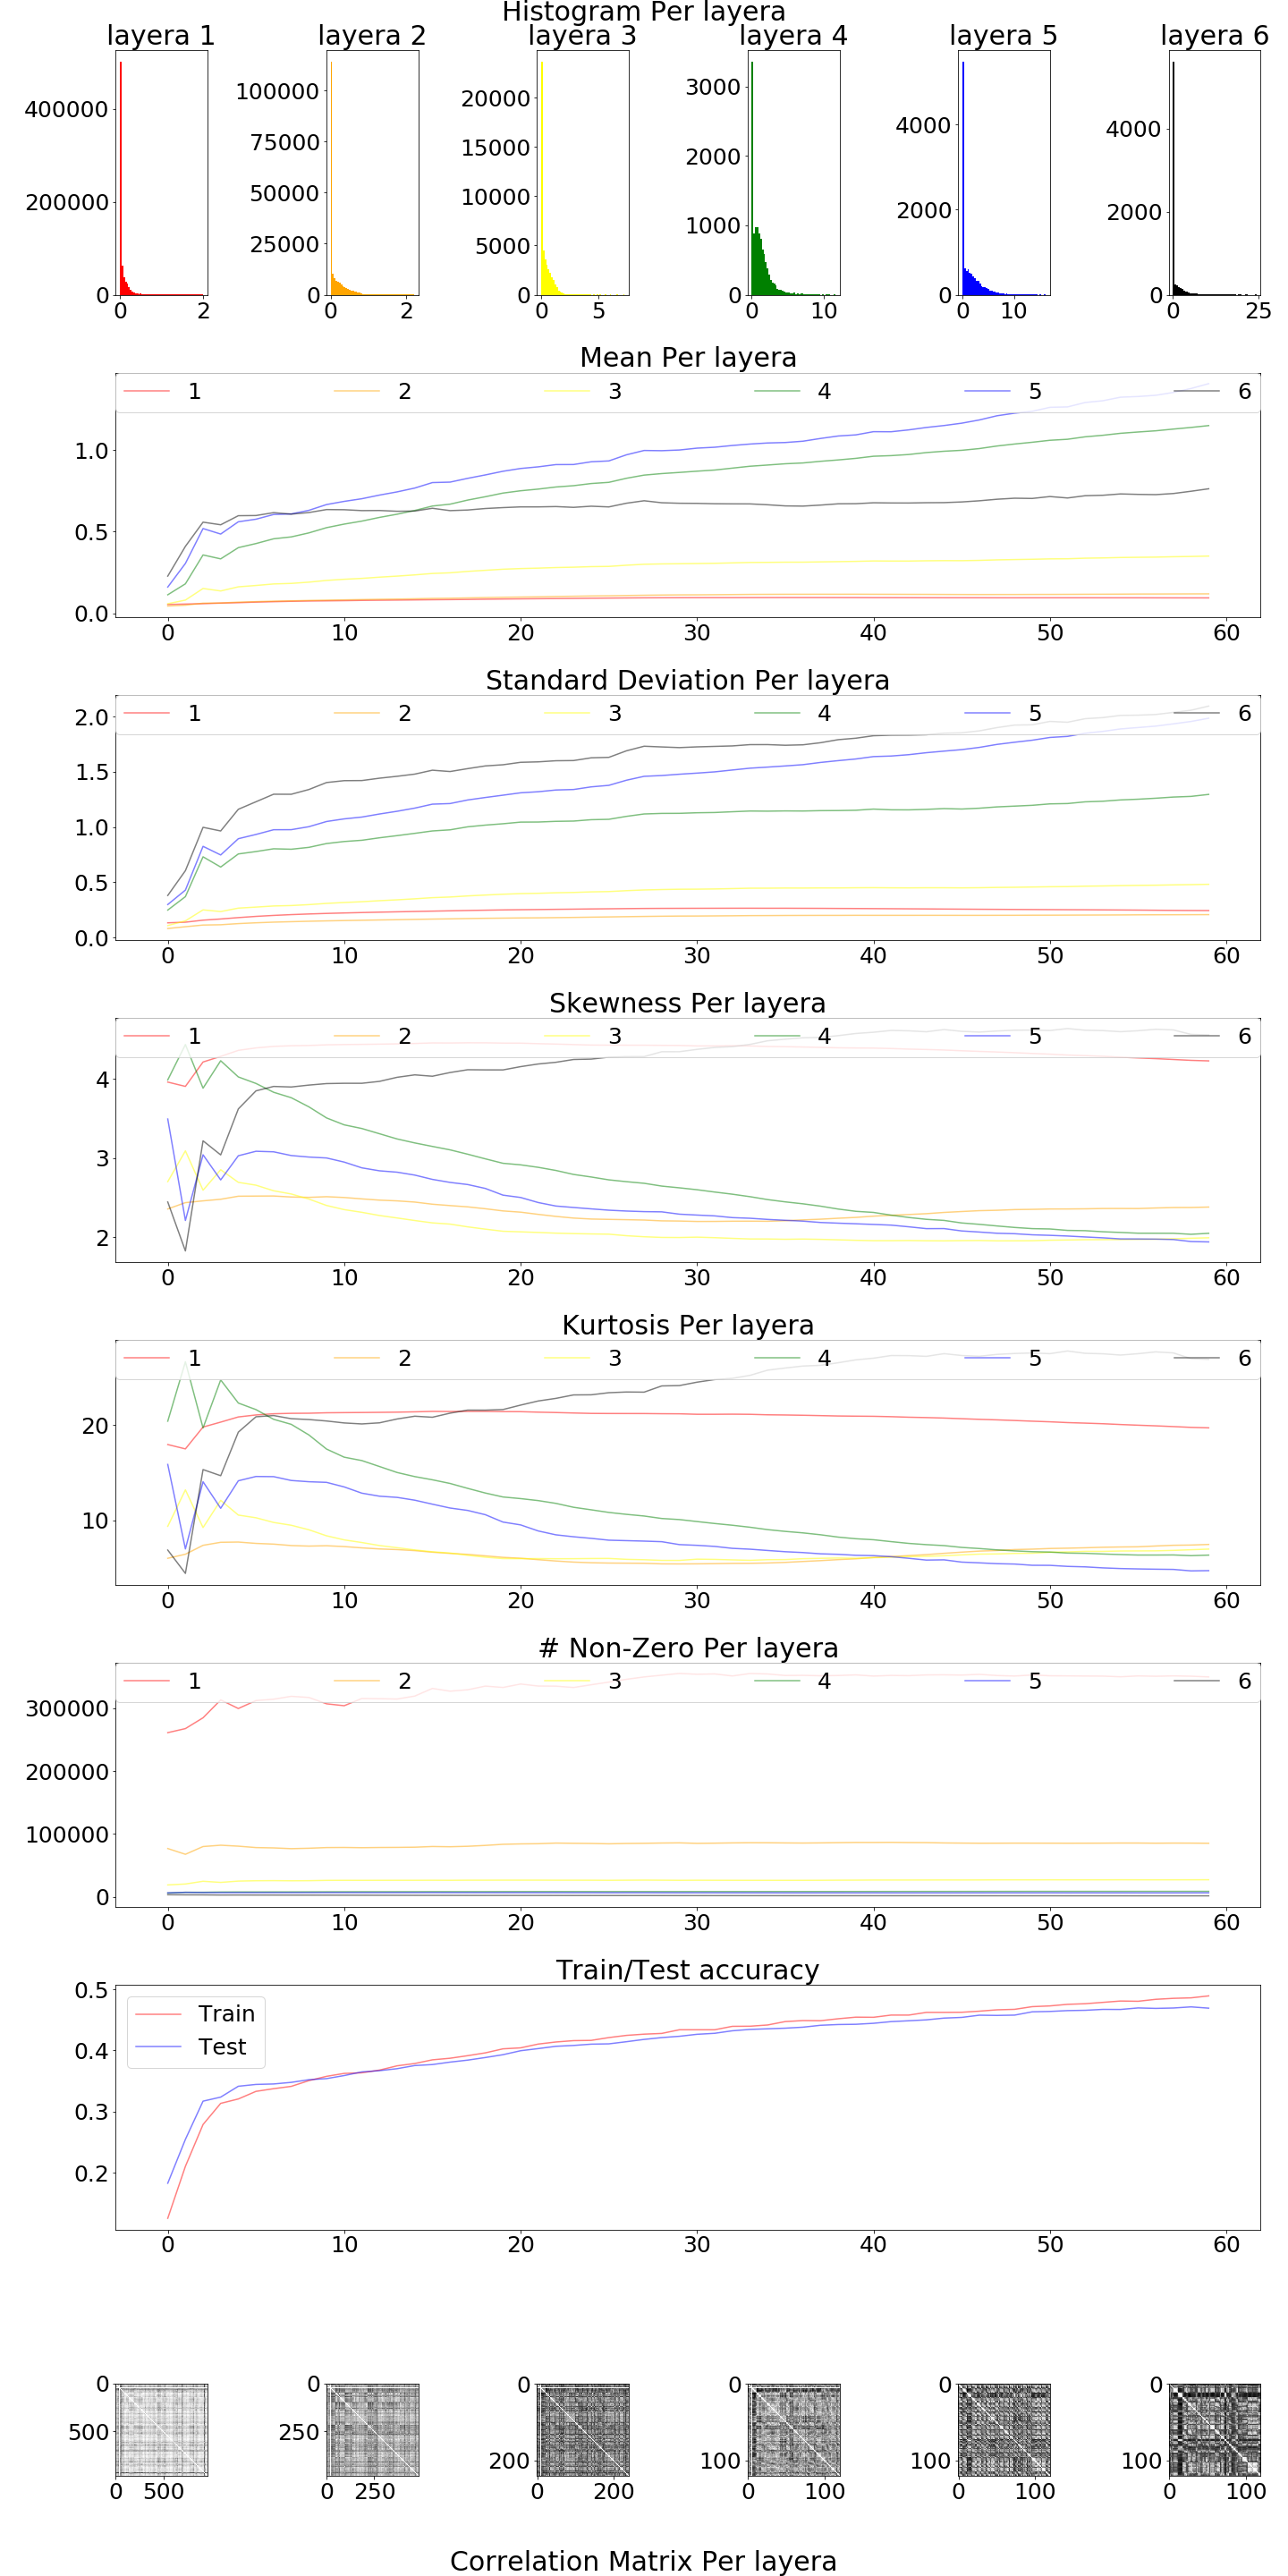 Histogram Per layera
layera 1 layera 2 layera 3 layera 4 layera 5 layera 6
400000 200000 0
0 2
100000 75000 50000 25000 0
0 2
20000 15000 10000 5000 0
0 5
3000 2000 1000 0
0 10
4000 2000 0
0 10
4000 2000 0
0 25
Mean Per layera
1 2 3 4 5 6
1.0
0.5
0.0
0 10 20 30 40 50 60
Standard Deviation Per layera
1 2 3 4 5 6
2.0
1.5
1.0
0.5
0.0
0 10 20 30 40 50 60
Skewness Per layera
1 2 3 4 5 6
4
3
2
0 10 20 30 40 50 60
Kurtosis Per layera
1 2 3 4 5 6
20
10
0 10 20 30 40 50 60
# Non-Zero Per layera
1 2 3 4 5 6
300000
200000
100000
0
0 10 20 30 40 50 60
Train/Test accuracy
Train
Test
0.5
0.4
0.3
0.2
0 10 20 30 40 50 60
0 500
0 500
0 250
0 250
0 200
0 200
0 100
0 100
0 100
0 100
0 100
0 100
Correlation Matrix Per layera